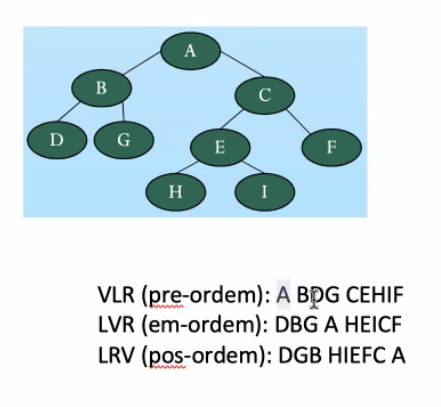 A
B
C
D G E F
H I
VLR (pre-ordem): A BDG CEHIF
LVR (em-ordem): DBG A HEICF
LRV (pos-ordem): DGB HIEFC A